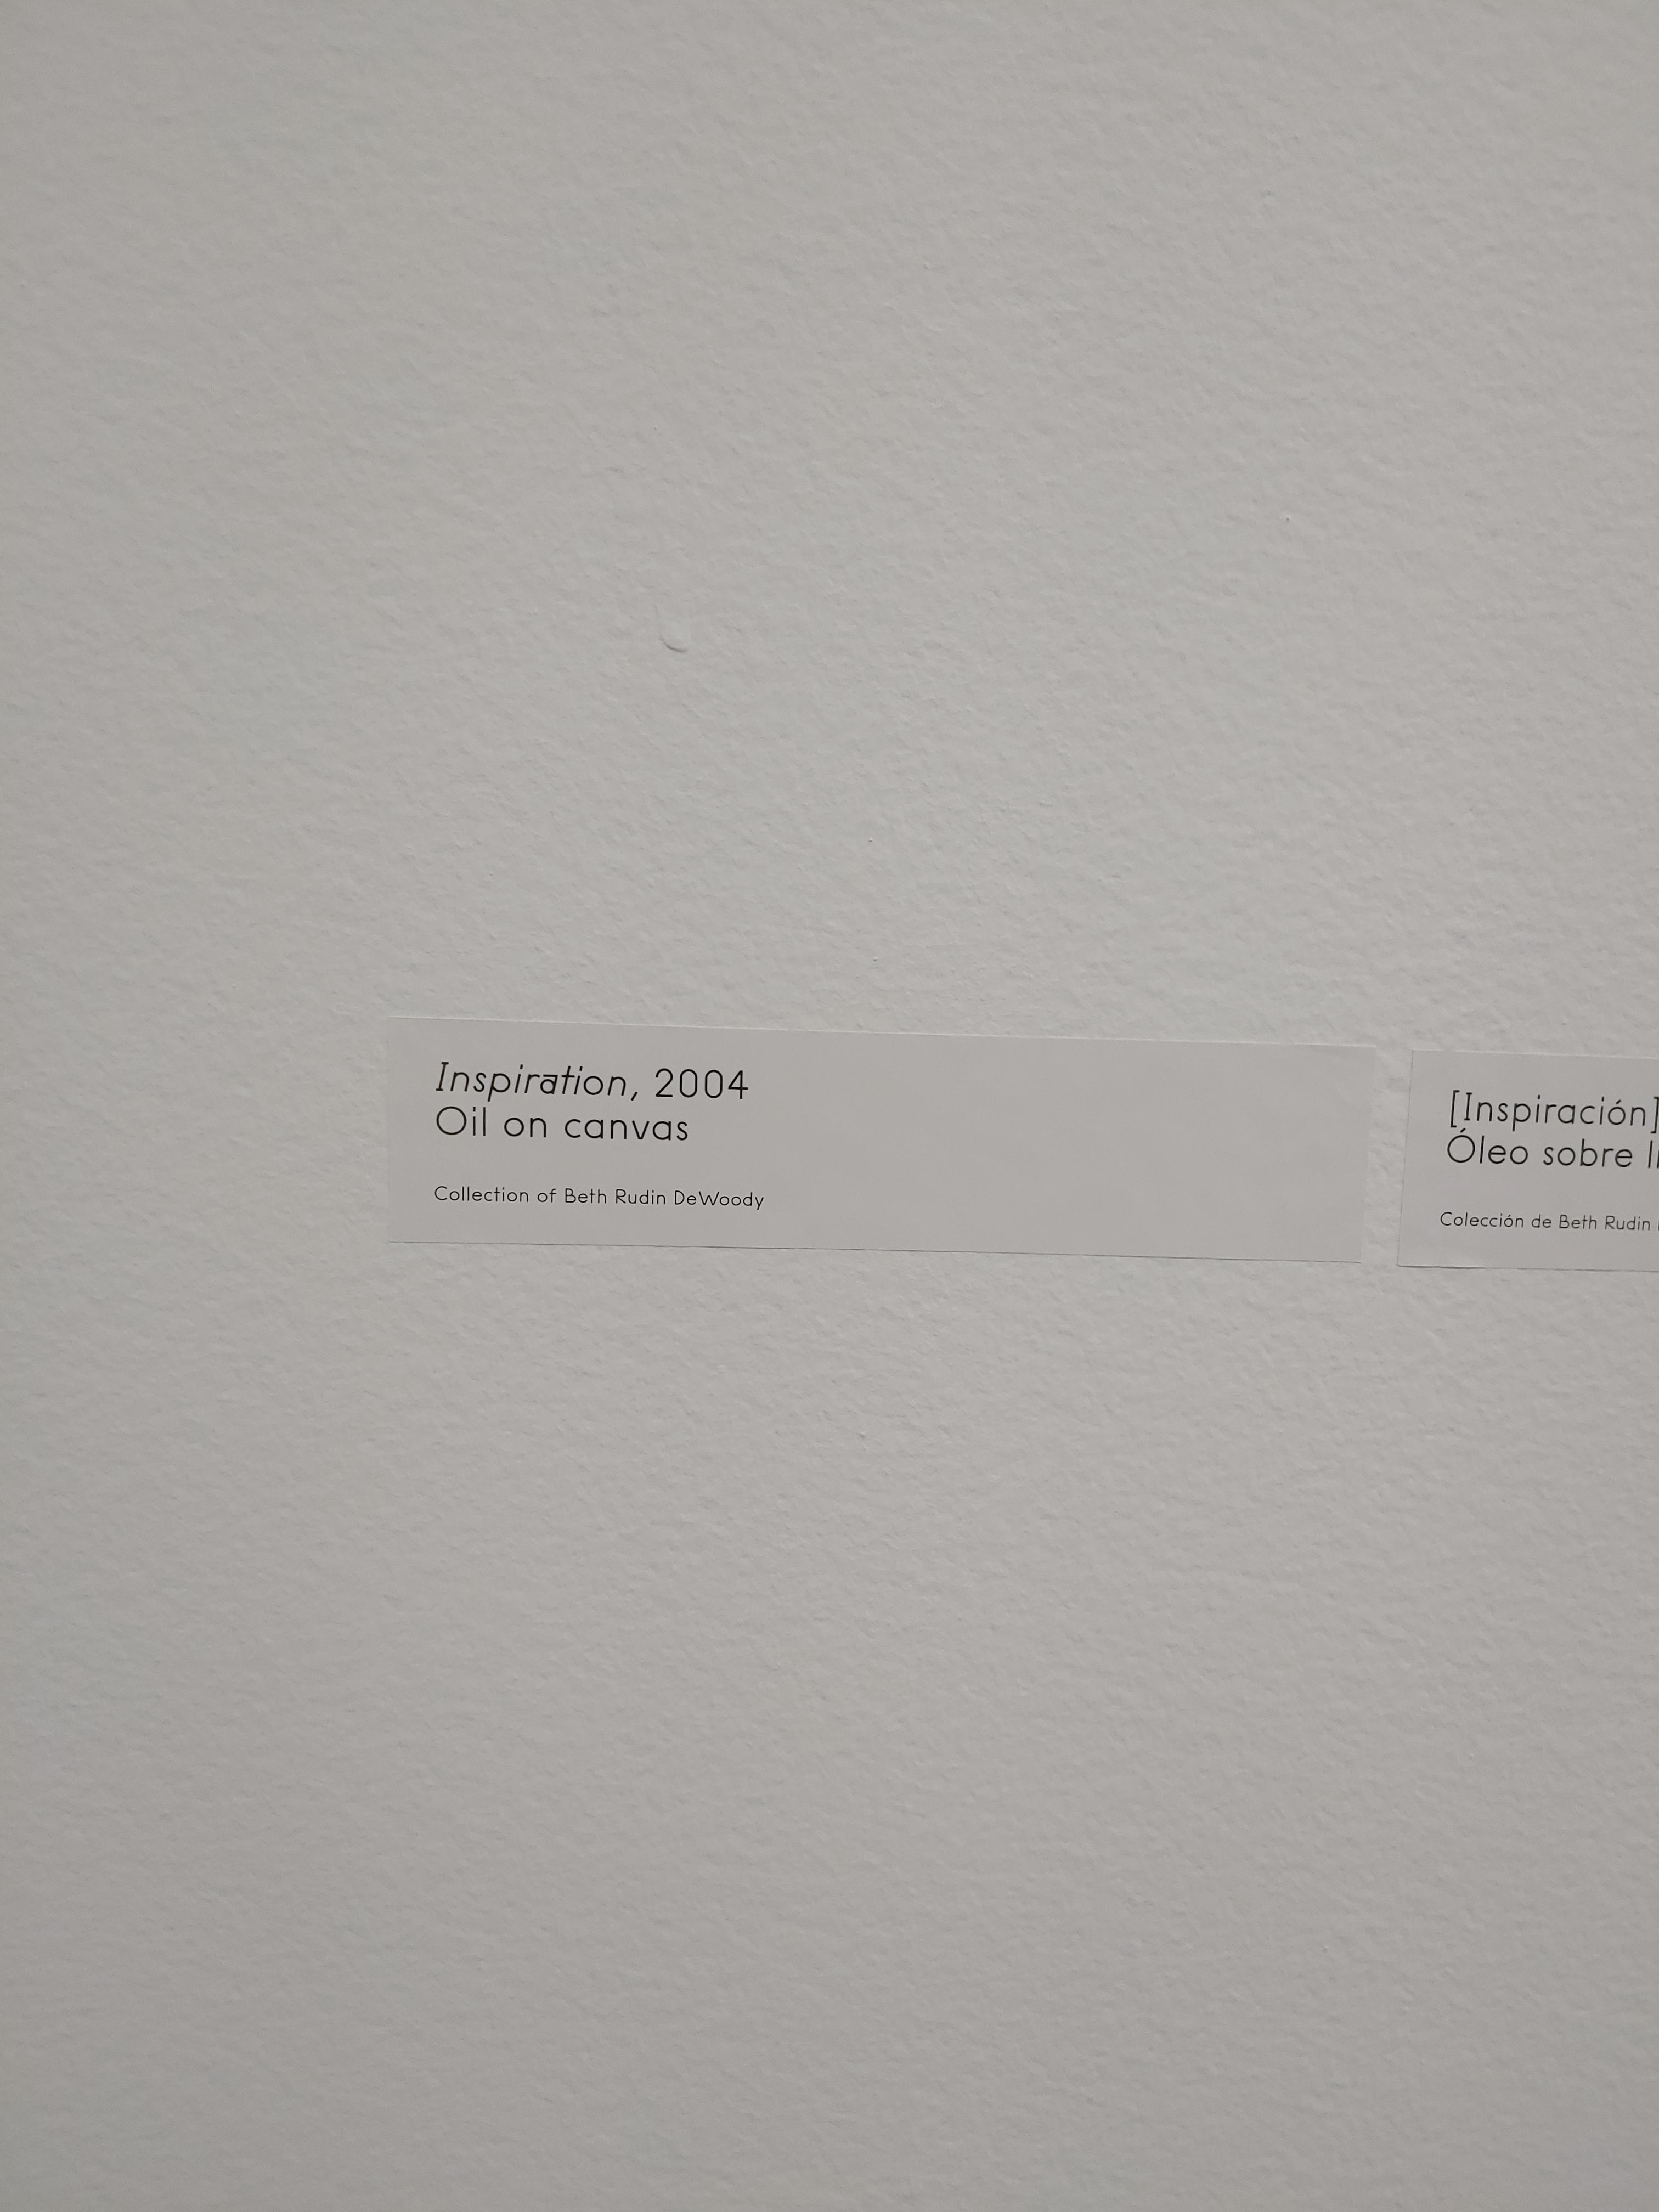 Inspiration, 2004
Oil on canvas
Collection of Beth Rudin DeWoody
[Inspiración]
Óleo sobre
Colección de Beth Rudin